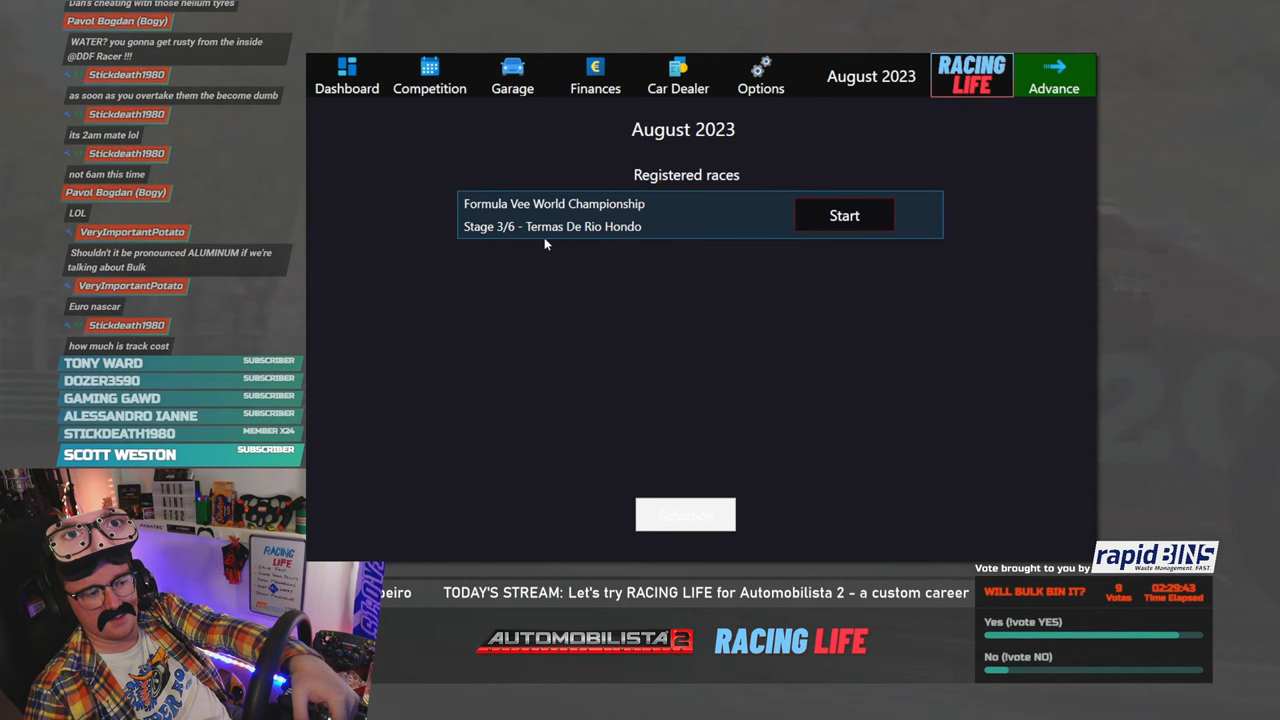 Dan's cheating with those helium tyres
Pavol Bogdan (Bogy)
WATER? you gonna get rusty from the inside
@DDF Racer !!!
Stickdeath1980
as soon as you overtake them the become dumb
Stickdeath1980
its 2am mate lol
Stickdeath1980
not 6am this time
Pavol Bogdan (Bogy)
LOL
VeryImportantPotato
Shouldn't it be pronounced ALUMINUM if we're
talking about Bulk
VeryImportantPotato
Euro nascar
Stickdeath1980
how much is track cost
TONY WARD SUBSCRIBER
DOZER3590 SUBSCRIBER
GAMING GAWD SUBSCRIBER
ALESSANDRO IANNE SUBSCRIBER
STICKDEATH1980 MEMBER X24
SCOTT WESTON SUBSCRIBER
Dashboard Competition Garage Finances Car Dealer Options August 2023 RACING LIFE Advance
August 2023
Registered races
Formula Vee World Championship
Stage 3/6 - Termas De Rio Hondo
Start
Advance
RACING
LIFE
FANATEC
beiro TODAY'S STREAM: Let's try RACING LIFE for Automobilista 2 - a custom career
AUTOMOBILISTA 2 RACING LIFE
Vote brought to you by rapidBINS
Waste Management. FAST.
WILL BULK BIN IT? 9 Votes 02:29:43 Time Elapsed
Yes (!vote YES)
No (!vote NO)